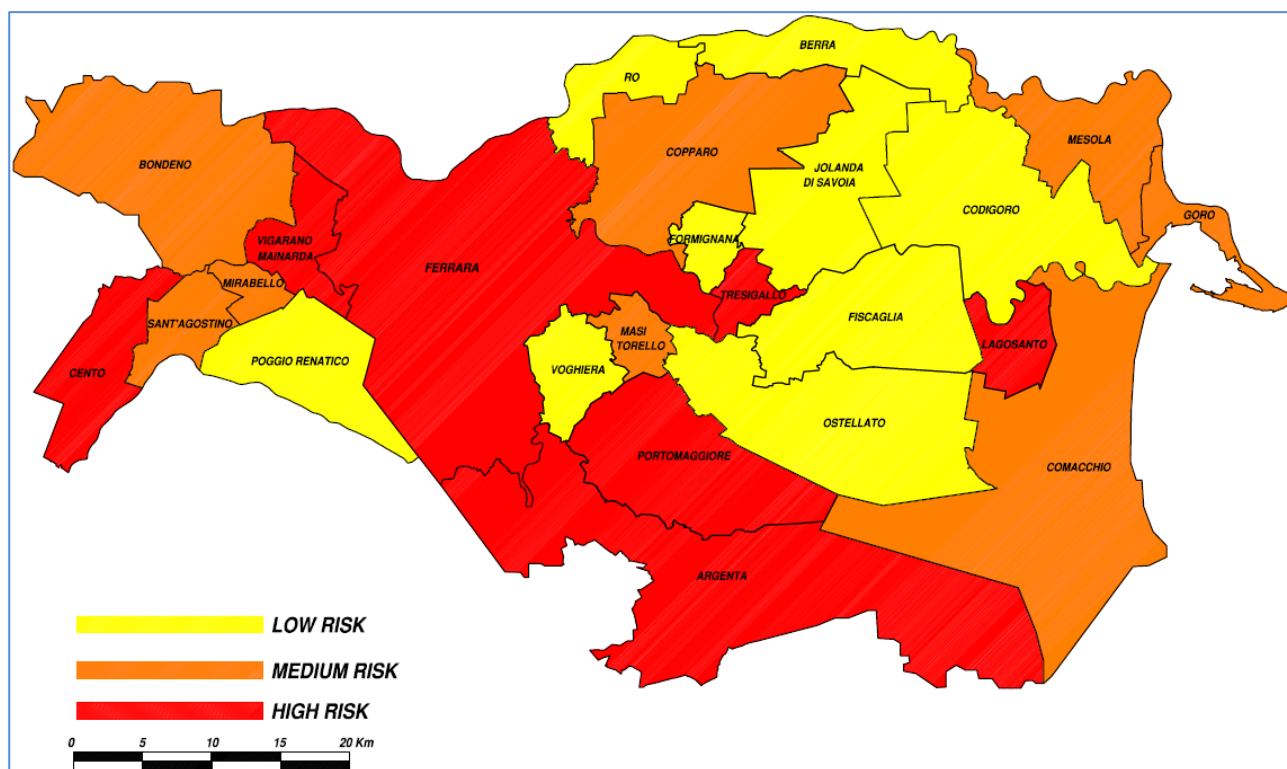 BERRA
RO
MESOLA
COPPARO
BONDENO
JOLANDA
DI SAVOIA
CODIGORO
GORO
FORMIGNANA
VIGARANO
MAINARDA
FERRARA
MIRABELLO
TRESIGALLO
FISCAGLIA
SANT'AGOSTINO
MASI
TORELLO
LAGOSANTO
POGGIO RENATICO
VOGHIERA
CENTO
OSTELLATO
PORTOMAGGIORE
COMACCHIO
ARGENTA
LOW RISK
MEDIUM RISK
HIGH RISK
0 5 10 15 20 Km